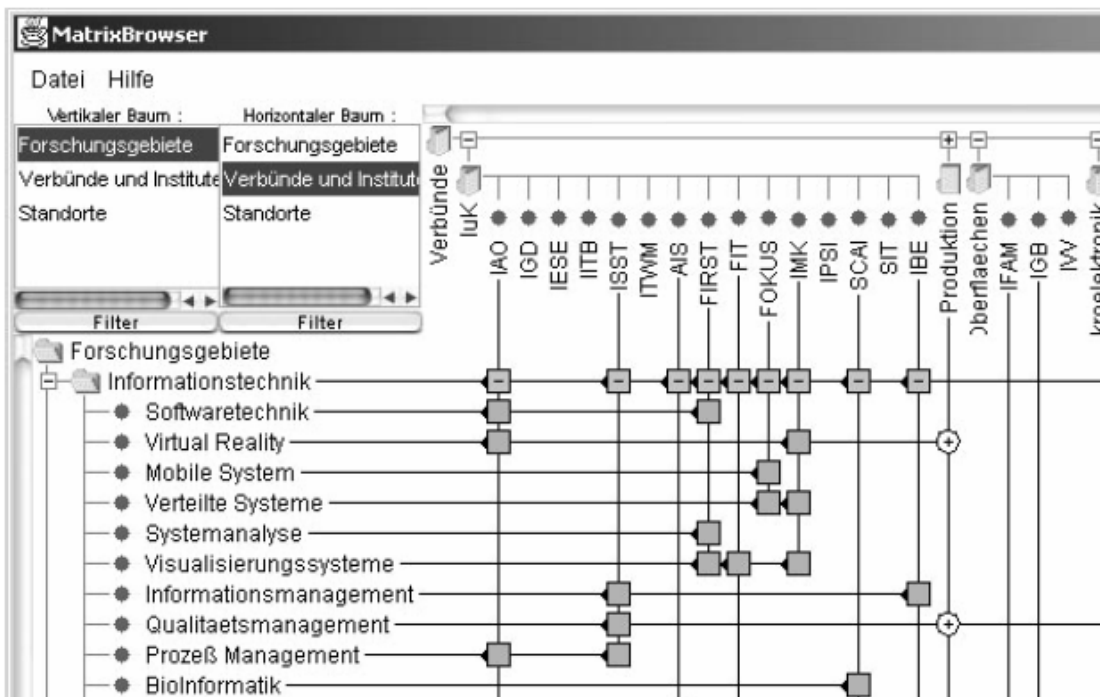 MatrixBrowser
Datei Hilfe
Vertikaler Baum : Horizontaler Baum :
Forschungsgebiete Forschungsgebiete
Verbünde und Institute Verbünde und Institut
Standorte Standorte
Filter Filter
Verbünde
IuK
IAO
IGD
IESE
IITB
ISST
ITWM
AIS
FIRST
FIT
FOKUS
IMK
IPSI
SCAI
SIT
IBE
Produktion
Oberflaechen
IFAM
IGB
IVV
kroelektronik
Forschungsgebiete
Informationstechnik
Softwaretechnik
Virtual Reality
Mobile System
Verteilte Systeme
Systemanalyse
Visualisierungssysteme
Informationsmanagement
Qualitaetsmanagement
Prozeß Management
BioInformatik